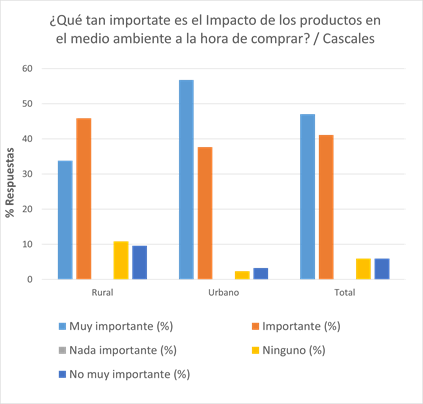 ¿Qué tan importate es el Impacto de los productos en
el medio ambiente a la hora de comprar? / Cascales
% Respuestas
60
50
40
30
20
10
0
Rural Urbano Total
Muy importante (%) Importante (%)
Nada importante (%) Ninguno (%)
No muy importante (%)